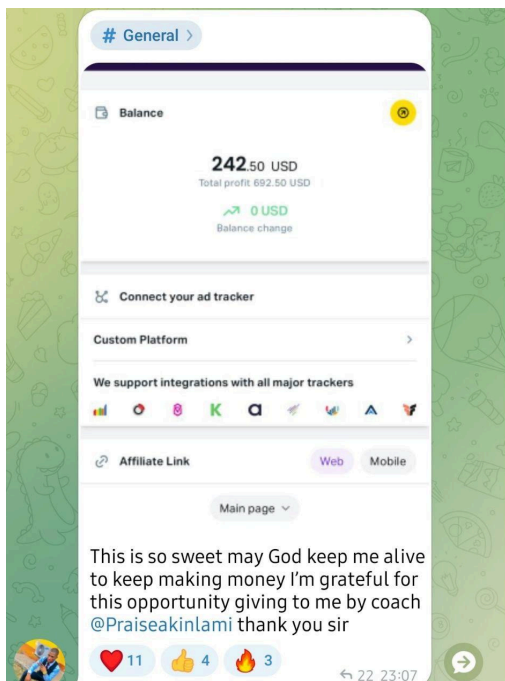 # General >
Balance
242.50 USD
Total profit 692.50 USD
0 USD
Balance change
Connect your ad tracker
Custom Platform
We support integrations with all major trackers
Affiliate Link
Web
Mobile
Main page
This is so sweet may God keep me alive
to keep making money I'm grateful for
this opportunity giving to me by coach
@Praiseakinlami thank you sir
11
4
3
22 23:07